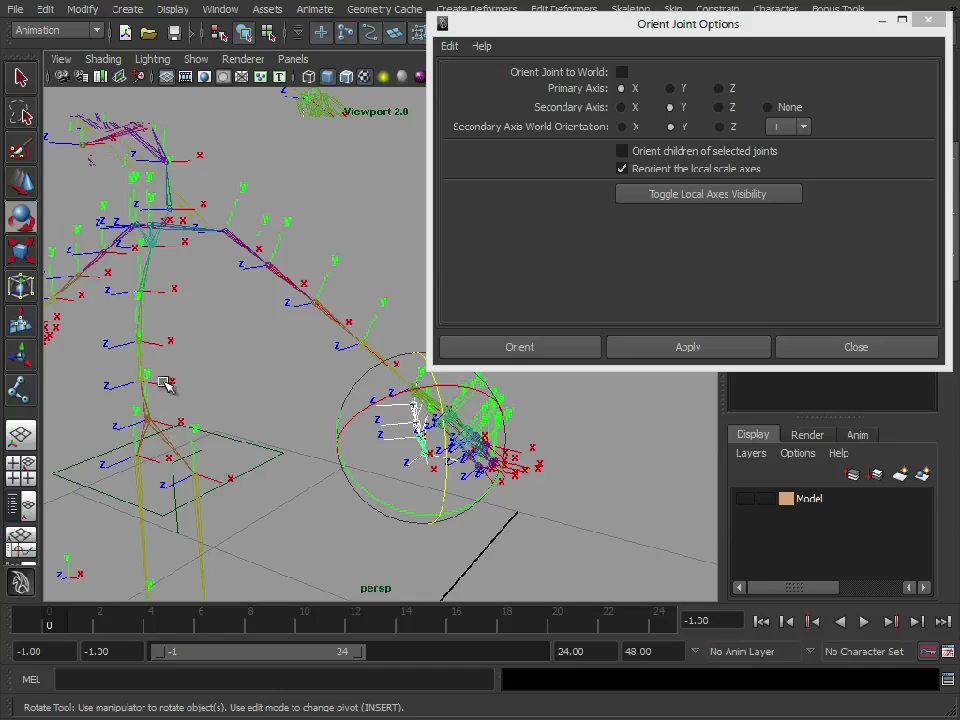 File Edit Modify Create Display Window Assets Animate Geometry Cache Create Deformers Edit Deformers Skeleton Skin Constrain Character Bonus Tools
Orient Joint Options
Animation
Edit Help
View Shading Lighting Show Renderer Panels
Orient Joint to World:
Primary Axis: X Y Z
Secondary Axis: X Y Z None
Secondary Axis World Orientation: X Y Z
Orient children of selected joints
Reorient the local scale axes
Toggle Local Axes Visibility
Viewport 2.0
Orient Apply Close
Display Render Anim
Layers Options Help
Model
persp
0 2 4 6 8 10 12 14 16 18 20 22 24
0
-1.00
-1.00 -1.00 -1 24 24.00 48.00 No Anim Layer No Character Set
MEL
Rotate Tool: Use manipulator to rotate object(s). Use edit mode to change pivot (INSERT).